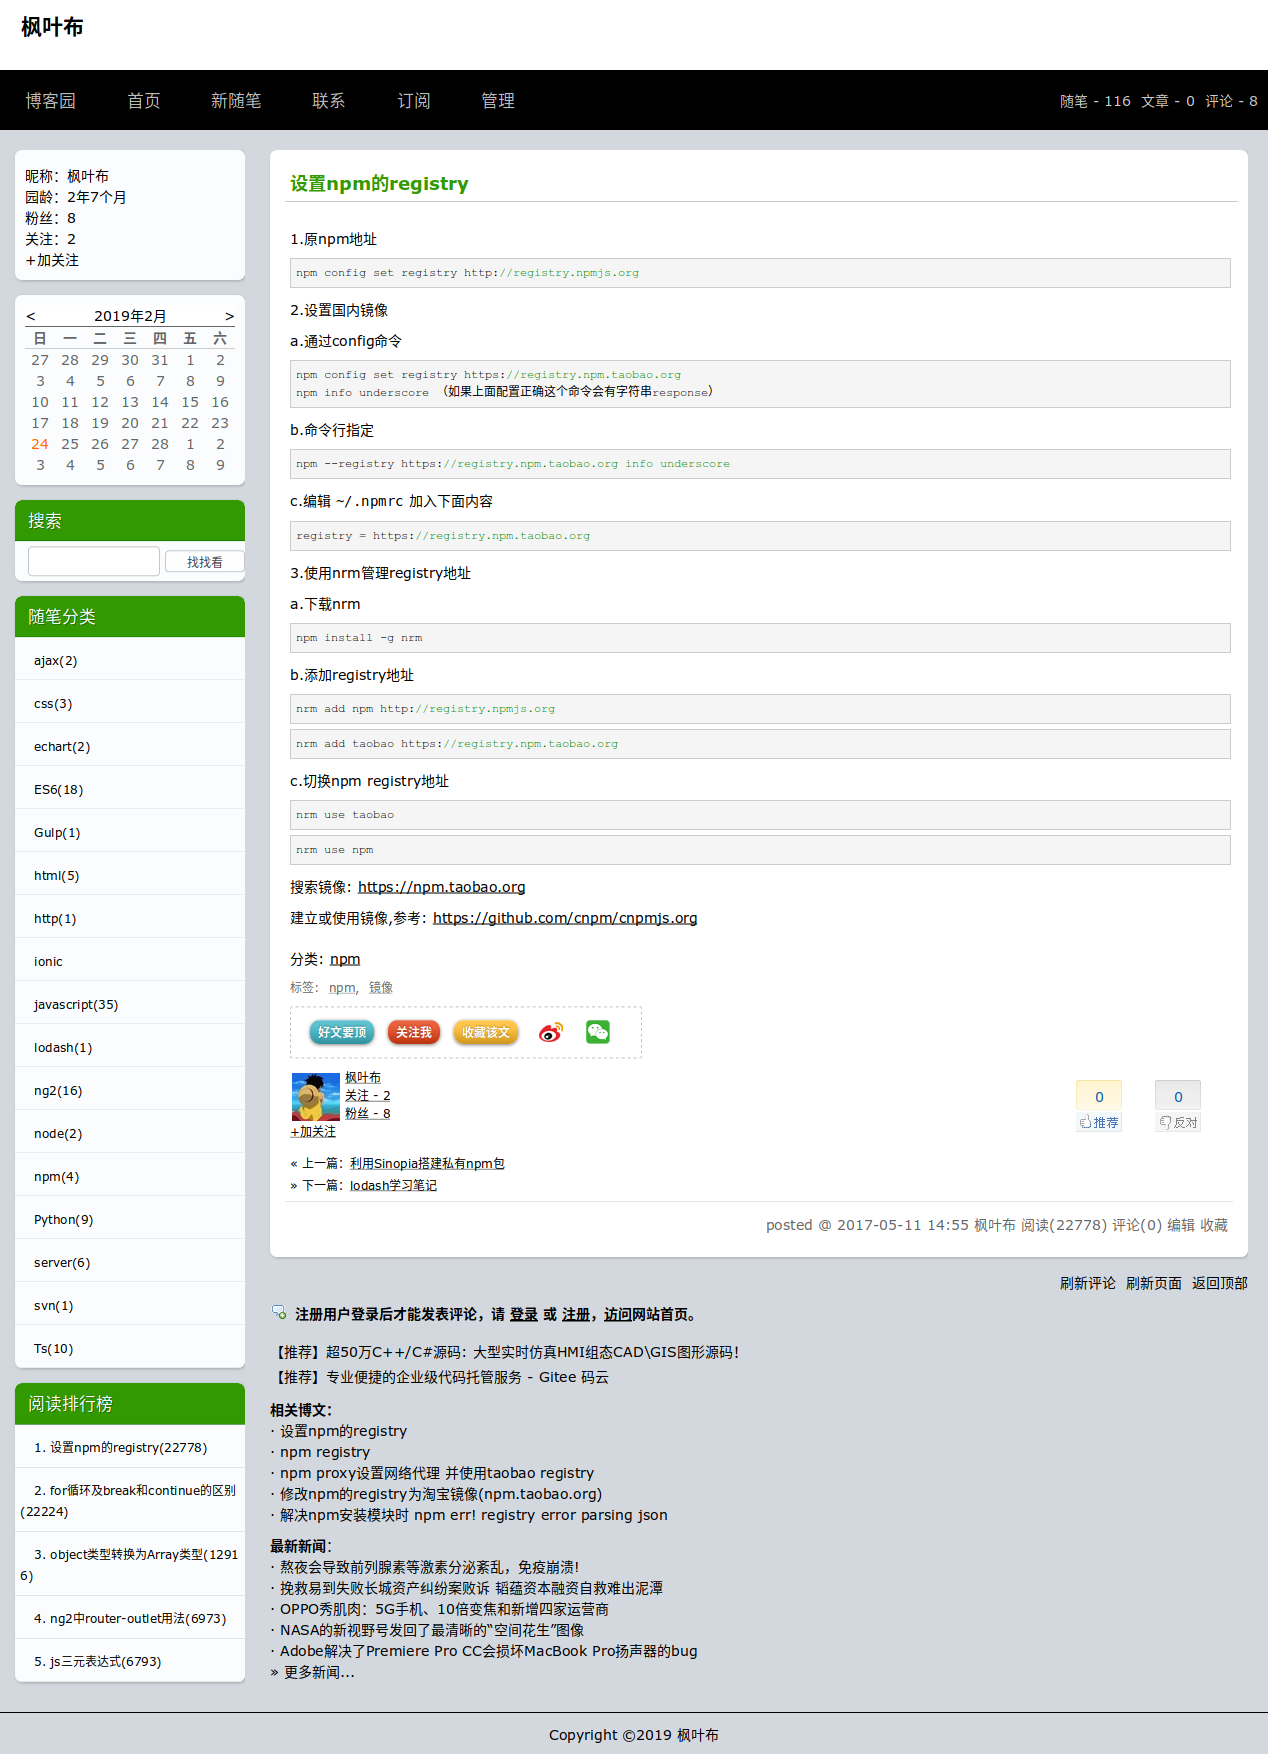 枫叶布
博客园 首页 新随笔 联系 订阅 管理 随笔 - 116 文章 - 0 评论 - 8
昵称：枫叶布
园龄：2年7个月
粉丝：8
关注：2
+加关注
< 2019年2月 >
日 一 二 三 四 五 六
27 28 29 30 31 1 2
3 4 5 6 7 8 9
10 11 12 13 14 15 16
17 18 19 20 21 22 23
24 25 26 27 28 1 2
3 4 5 6 7 8 9
搜索
找找看
随笔分类
ajax(2)
css(3)
echart(2)
ES6(18)
Gulp(1)
html(5)
http(1)
ionic
javascript(35)
lodash(1)
ng2(16)
node(2)
npm(4)
Python(9)
server(6)
svn(1)
Ts(10)
阅读排行榜
1. 设置npm的registry(22778)
2. for循环及break和continue的区别
(22224)
3. object类型转换为Array类型(1291
6)
4. ng2中router-outlet用法(6973)
5. js三元表达式(6793)
设置npm的registry
1.原npm地址
npm config set registry http://registry.npmjs.org
2.设置国内镜像
a.通过config命令
npm config set registry https://registry.npm.taobao.org
npm info underscore （如果上面配置正确这个命令会有字符串response）
b.命令行指定
npm --registry https://registry.npm.taobao.org info underscore
c.编辑 ~/.npmrc 加入下面内容
registry = https://registry.npm.taobao.org
3.使用nrm管理registry地址
a.下载nrm
npm install -g nrm
b.添加registry地址
nrm add npm http://registry.npmjs.org
nrm add taobao https://registry.npm.taobao.org
c.切换npm registry地址
nrm use taobao
nrm use npm
搜索镜像: https://npm.taobao.org
建立或使用镜像,参考: https://github.com/cnpm/cnpmjs.org
分类: npm
标签: npm, 镜像
好文要顶 关注我 收藏该文
枫叶布
关注 - 2
粉丝 - 8
+加关注
0 0
推荐 反对
« 上一篇：利用Sinopia搭建私有npm包
» 下一篇：lodash学习笔记
posted @ 2017-05-11 14:55 枫叶布 阅读(22778) 评论(0) 编辑 收藏
刷新评论 刷新页面 返回顶部
注册用户登录后才能发表评论，请 登录 或 注册，访问网站首页。
【推荐】超50万C++/C#源码: 大型实时仿真HMI组态CAD\GIS图形源码！
【推荐】专业便捷的企业级代码托管服务 - Gitee 码云
相关博文：
· 设置npm的registry
· npm registry
· npm proxy设置网络代理 并使用taobao registry
· 修改npm的registry为淘宝镜像(npm.taobao.org)
· 解决npm安装模块时 npm err! registry error parsing json
最新新闻：
· 熬夜会导致前列腺素等激素分泌紊乱，免疫崩溃!
· 挽救易到失败长城资产纠纷案败诉 韬蕴资本融资自救难出泥潭
· OPPO秀肌肉：5G手机、10倍变焦和新增四家运营商
· NASA的新视野号发回了最清晰的“空间花生”图像
· Adobe解决了Premiere Pro CC会损坏MacBook Pro扬声器的bug
» 更多新闻...
Copyright ©2019 枫叶布